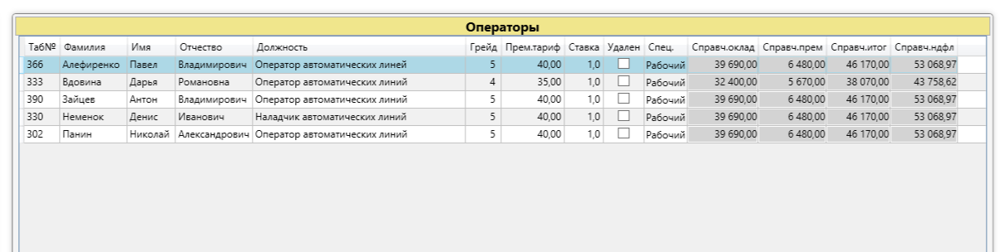 Операторы
Таб№ Фамилия Имя Отчество Должность Грейд Прем.тариф Ставка Удален Спец. Справч.оклад Справч.прем Справч.итог Справч.ндфл
366 Алефиренко Павел Владимирович Оператор автоматических линей 5 40,00 1,0 Рабочий 39 690,00 6 480,00 46 170,00 53 068,97
333 Вдовина Дарья Романовна Оператор автоматических линий 4 35,00 1,0 Рабочий 32 400,00 5 670,00 38 070,00 43 758,62
390 Зайцев Антон Владимирович Оператор автоматических линий 5 40,00 1,0 Рабочий 39 690,00 6 480,00 46 170,00 53 068,97
330 Неменок Денис Иванович Наладчик автоматических линий 5 40,00 1,0 Рабочий 39 690,00 6 480,00 46 170,00 53 068,97
302 Панин Николай Александрович Оператор автоматических линий 5 40,00 1,0 Рабочий 39 690,00 6 480,00 46 170,00 53 068,97